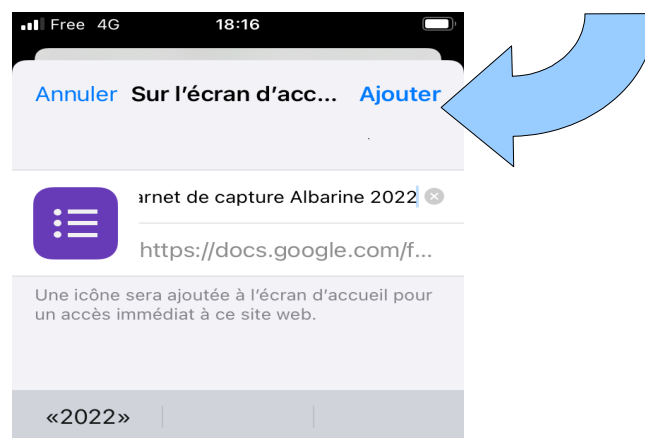 Free 4G 18:16
Annuler Sur l'écran d'acc... Ajouter
arnet de capture Albarine 2022
https://docs.google.com/f...
Une icône sera ajoutée à l'écran d'accueil pour
un accès immédiat à ce site web.
«2022»